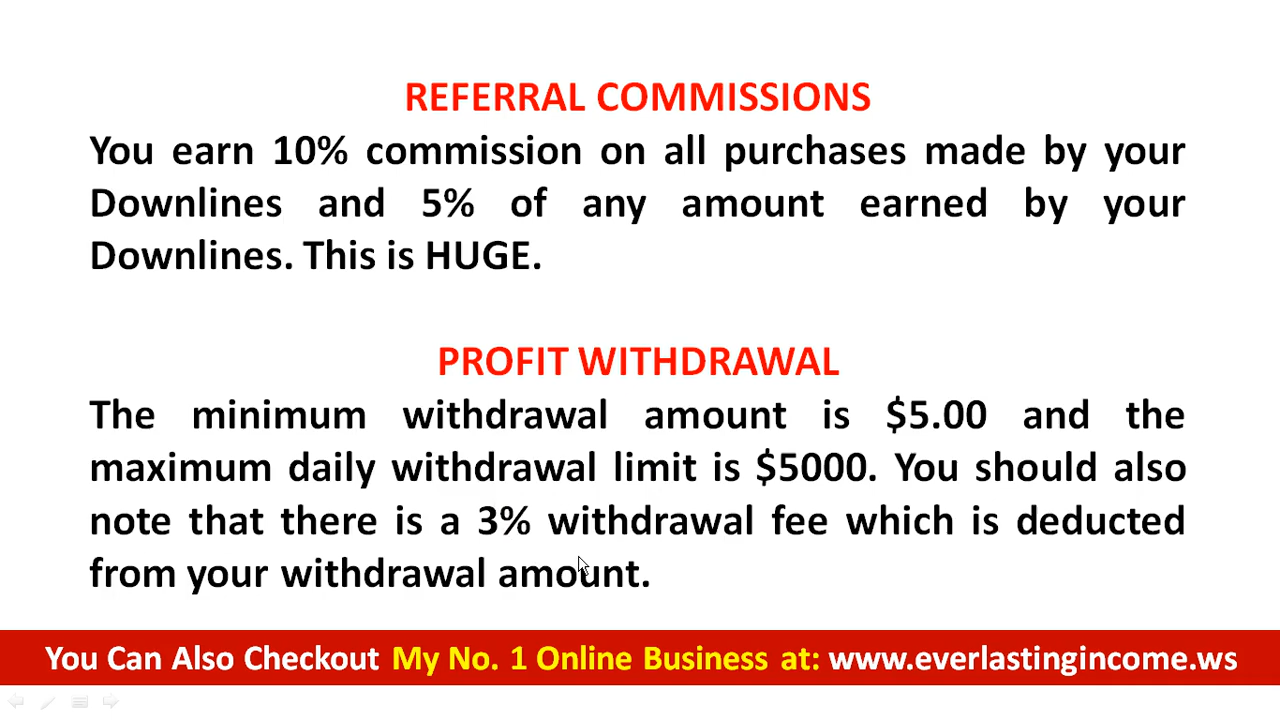 REFERRAL COMMISSIONS
You earn 10% commission on all purchases made by your
Downlines and 5% of any amount earned by your
Downlines. This is HUGE.
PROFIT WITHDRAWAL
The minimum withdrawal amount is $5.00 and the
maximum daily withdrawal limit is $5000. You should also
note that there is a 3% withdrawal fee which is deducted
from your withdrawal amount.
You Can Also Checkout My No. 1 Online Business at: www.everlastingincome.ws